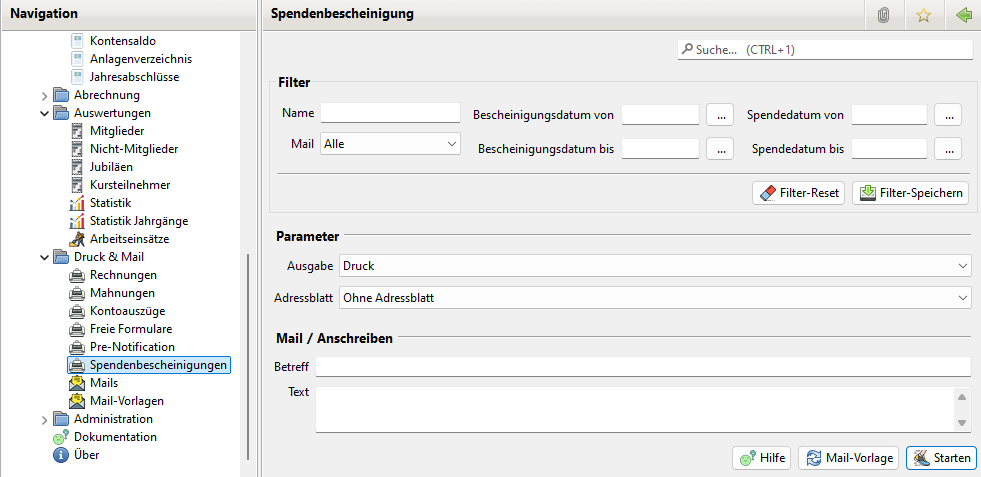 Navigation
Kontensaldo
Anlagenverzeichnis
Jahresabschlüsse
Abrechnung
Auswertungen
Mitglieder
Nicht-Mitglieder
Jubiläen
Kursteilnehmer
Statistik
Statistik Jahrgänge
Arbeitseinsätze
Druck & Mail
Rechnungen
Mahnungen
Kontoauszüge
Freie Formulare
Pre-Notification
Spendenbescheinigungen
Mails
Mail-Vorlagen
Administration
Dokumentation
Über
Spendenbescheinigung
Suche... (CTRL+1)
Filter
Name Bescheinigungsdatum von ... Spendedatum von ...
Mail Alle Bescheinigungsdatum bis ... Spendedatum bis ...
Filter-Reset Filter-Speichern
Parameter
Ausgabe Druck
Adressblatt Ohne Adressblatt
Mail / Anschreiben
Betreff
Text
Hilfe Mail-Vorlage Starten